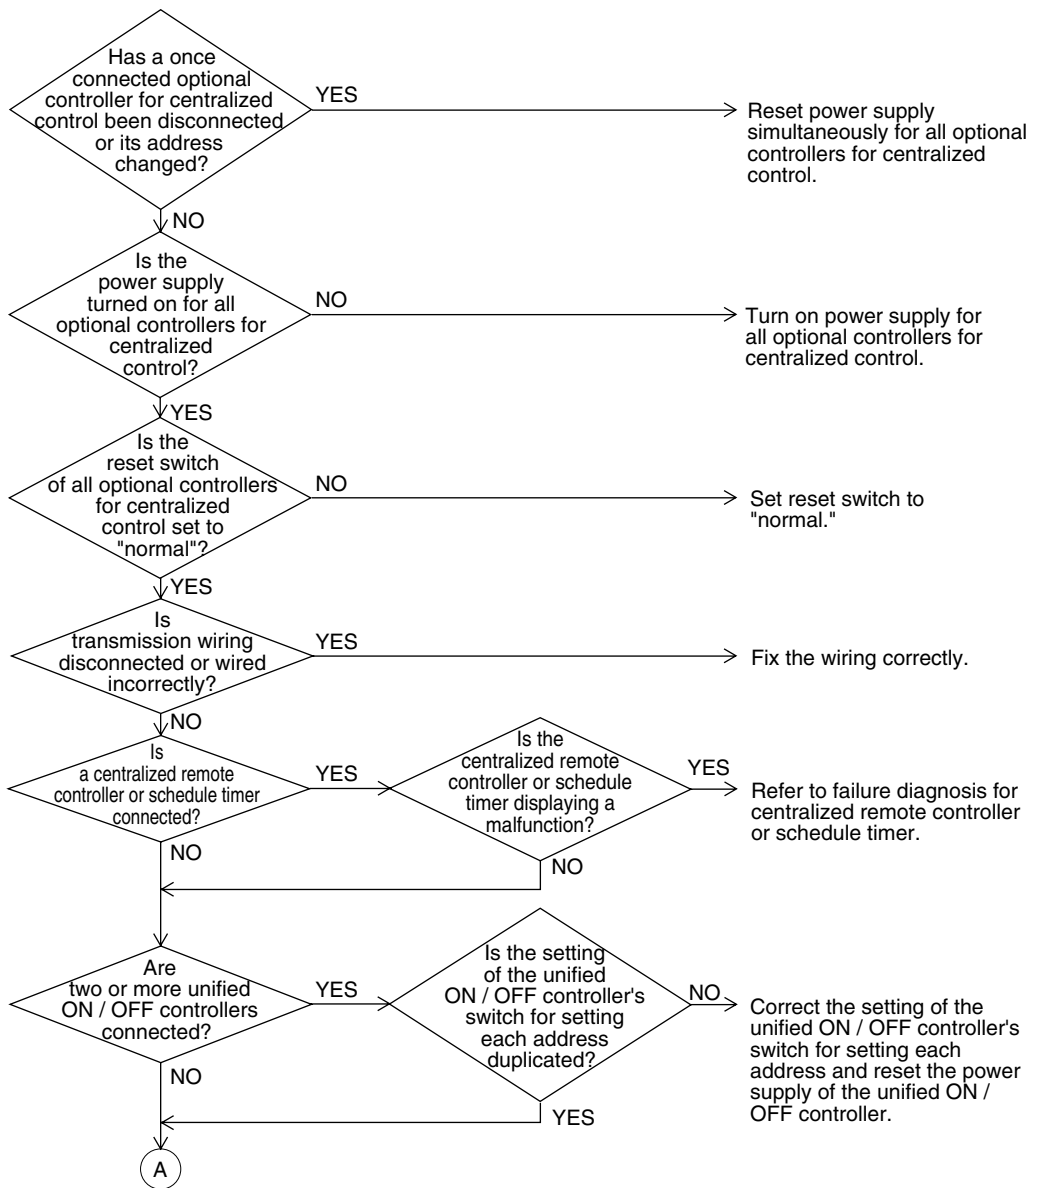 Has a once
connected optional
controller for centralized
control been disconnected
or its address
changed?
YES
Reset power supply
simultaneously for all optional
controllers for centralized
control.
NO
Is the
power supply
turned on for all
optional controllers for
centralized
control?
NO
Turn on power supply for
all optional controllers for
centralized control.
YES
Is the
reset switch
of all optional controllers
for centralized
control set to
"normal"?
NO
Set reset switch to
"normal."
YES
Is
transmission wiring
disconnected or wired
incorrectly?
YES
Fix the wiring correctly.
NO
Is
a centralized remote
controller or schedule timer
connected?
YES
Is the
centralized remote
controller or schedule
timer displaying a
malfunction?
YES
Refer to failure diagnosis for
centralized remote controller
or schedule timer.
NO
NO
Are
two or more unified
ON / OFF controllers
connected?
YES
Is the setting
of the unified
ON / OFF controller's
switch for setting
each address
duplicated?
NO
Correct the setting of the
unified ON / OFF controller's
switch for setting each
address and reset the power
supply of the unified ON /
OFF controller.
NO
YES
A